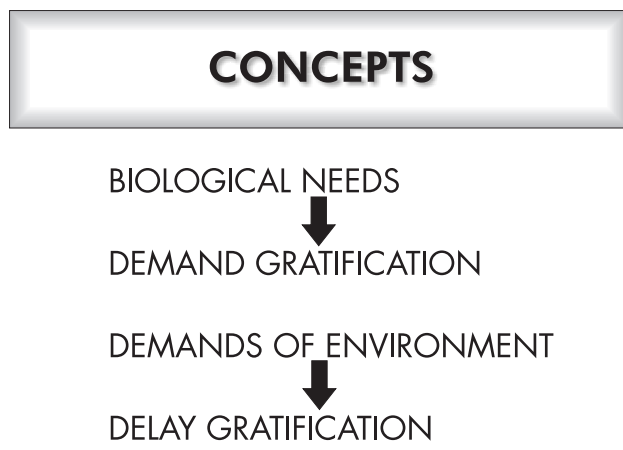 CONCEPTS
BIOLOGICAL NEEDS
DEMAND GRATIFICATION
DEMANDS OF ENVIRONMENT
DELAY GRATIFICATION